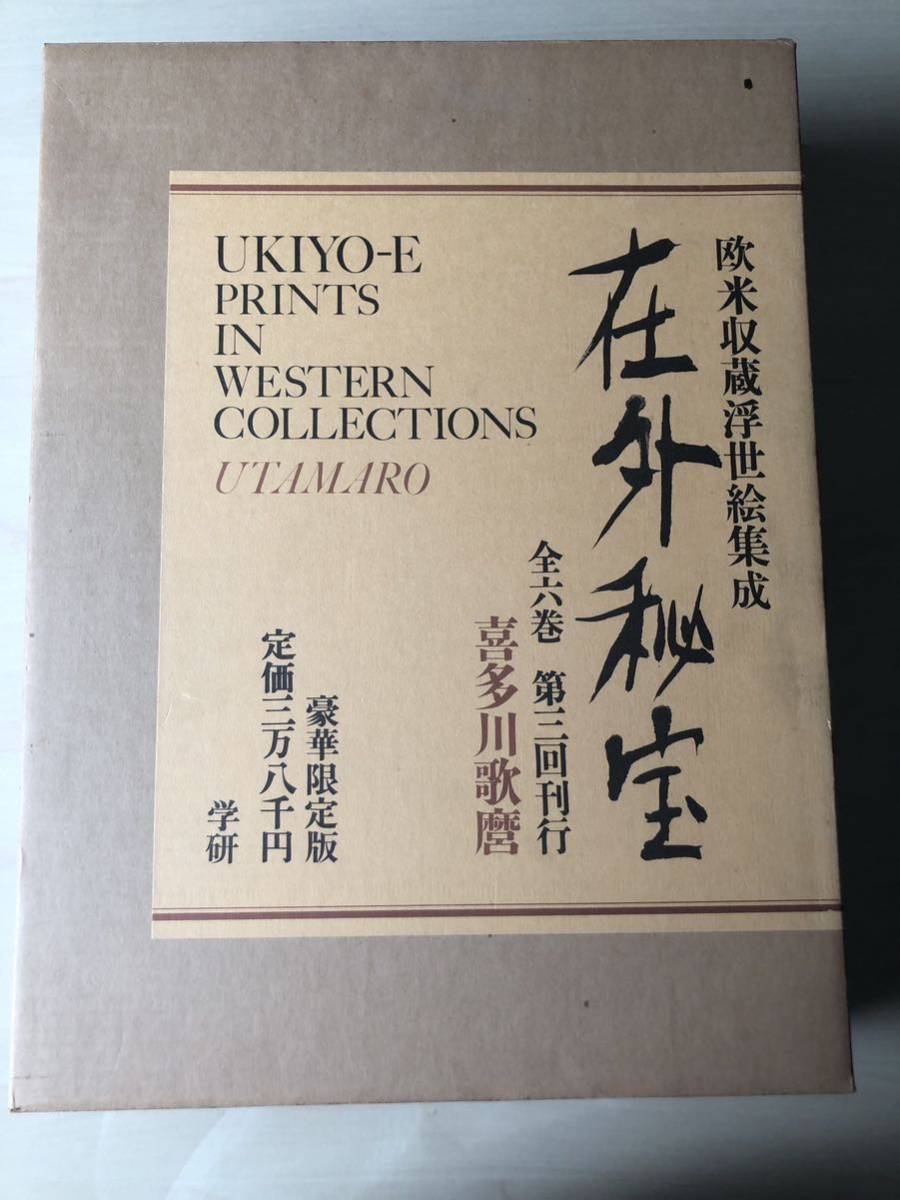 欧米収蔵浮世絵集成
在外秘宝
全六巻 第三回刊行
喜多川歌麿
豪華限定版
定価三万八千円
学研
UKIYO-E
PRINTS
IN
WESTERN
COLLECTIONS
UTAMARO